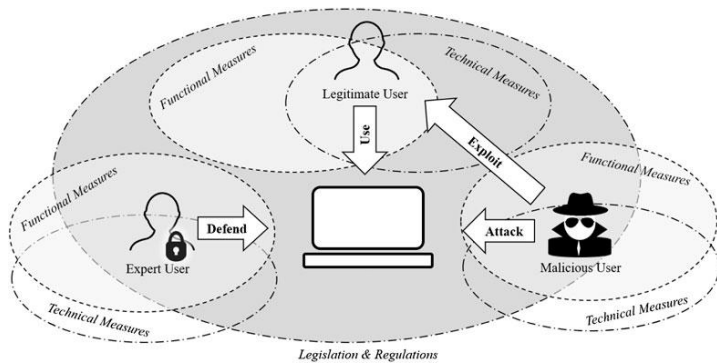 Functional Measures
Technical Measures
Legitimate User
Use
Exploit
Functional Measures
Functional Measures
Defend
Attack
Expert User
Malicious User
Technical Measures
Technical Measures
Legislation & Regulations